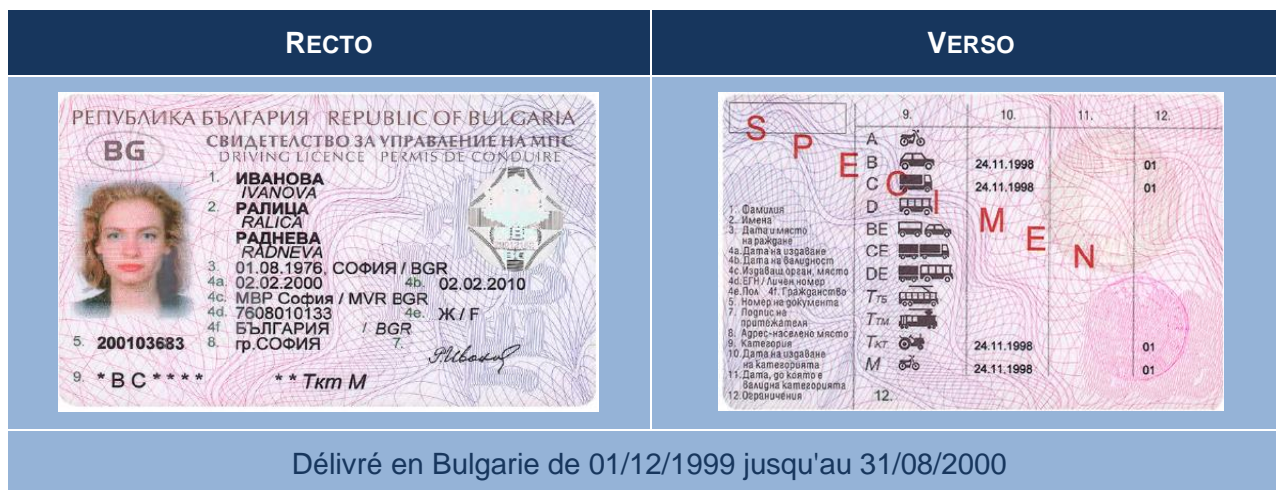 RECTO
VERSO
РЕПУБЛИКА БЪЛГАРИЯ REPUBLIC OF BULGARIA
BG
СВИДЕТЕЛСТВО ЗА УПРАВЛЕНИЕ НА МПС
DRIVING LICENCE PERMIS DE CONDUIRE
1. ИВАНОВА
IVANOVA
2. РАЛИЦА
RALICA
РАДНЕВА
RADNEVA
3. 01.08.1976, СОФИЯ / BGR
4a. 02.02.2000 4b. 02.02.2010
4c. МВР София / MVR BGR
4d. 7608010133 4e. Ж / F
4f. БЪЛГАРИЯ / BGR
5. 200103683 8. гр.СОФИЯ 7.
9. * B C * * * * * * Ткт M
SPECIMEN
9. 10. 11. 12.
A
B 24.11.1998 01
C 24.11.1998 01
D
BE
CE
DE
Ттб
Ттм
Ткт 24.11.1998 01
M 24.11.1998 01
12.
1. Фамилия
2. Имена
3. Дата и място
на раждане
4a. Дата на издаване
4b. Дата на валидност
4c. Издаващ орган, място
4d. ЕГН / Личен номер
4e. Пол 4f. Гражданство
5. Номер на документа
7. Подпис на
притежателя
8. Адрес-населено място
9. Категория
10. Дата на издаване
на категорията
11. Дата, до която е
валидна категорията
12. Ограничения
Délivré en Bulgarie de 01/12/1999 jusqu'au 31/08/2000